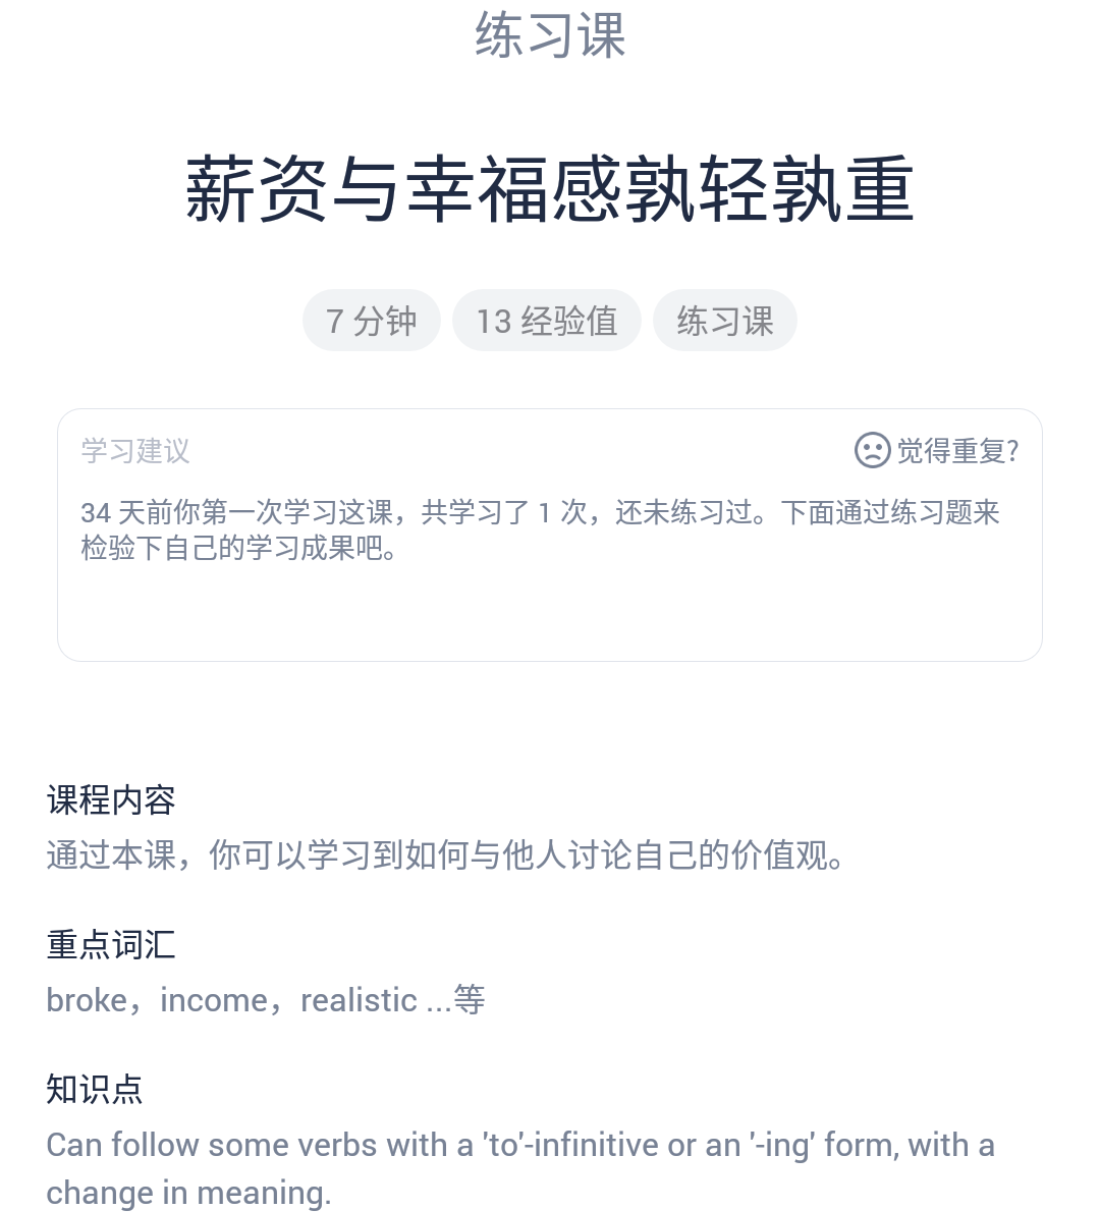 练习课
薪资与幸福感孰轻孰重
7 分钟 13 经验值 练习课
学习建议 觉得重复?
34 天前你第一次学习这课，共学习了 1 次，还未练习过。下面通过练习题来
检验下自己的学习成果吧。
课程内容
通过本课，你可以学习到如何与他人讨论自己的价值观。
重点词汇
broke，income，realistic ...等
知识点
Can follow some verbs with a 'to'-infinitive or an '-ing' form, with a
change in meaning.